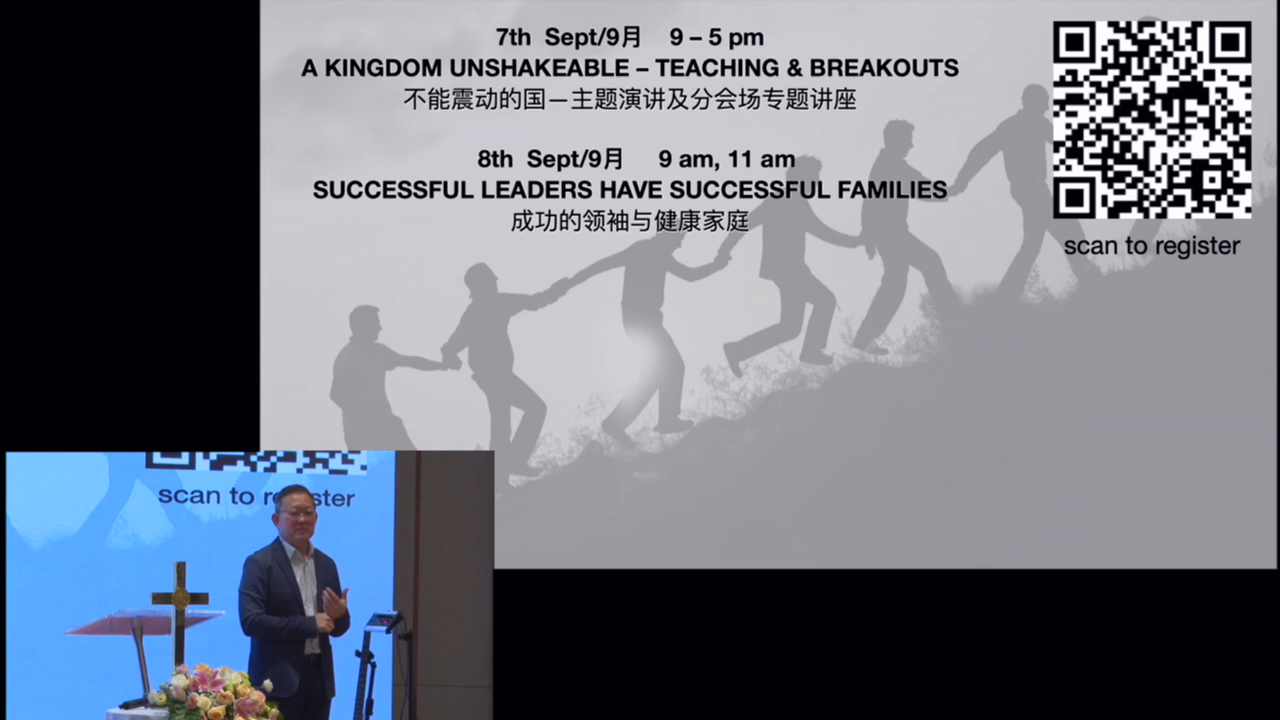 7th Sept/9月 9 – 5 pm
A KINGDOM UNSHAKEABLE – TEACHING & BREAKOUTS
不能震动的国—主题演讲及分会场专题讲座
8th Sept/9月 9 am, 11 am
SUCCESSFUL LEADERS HAVE SUCCESSFUL FAMILIES
成功的领袖与健康家庭
scan to register
scan to register